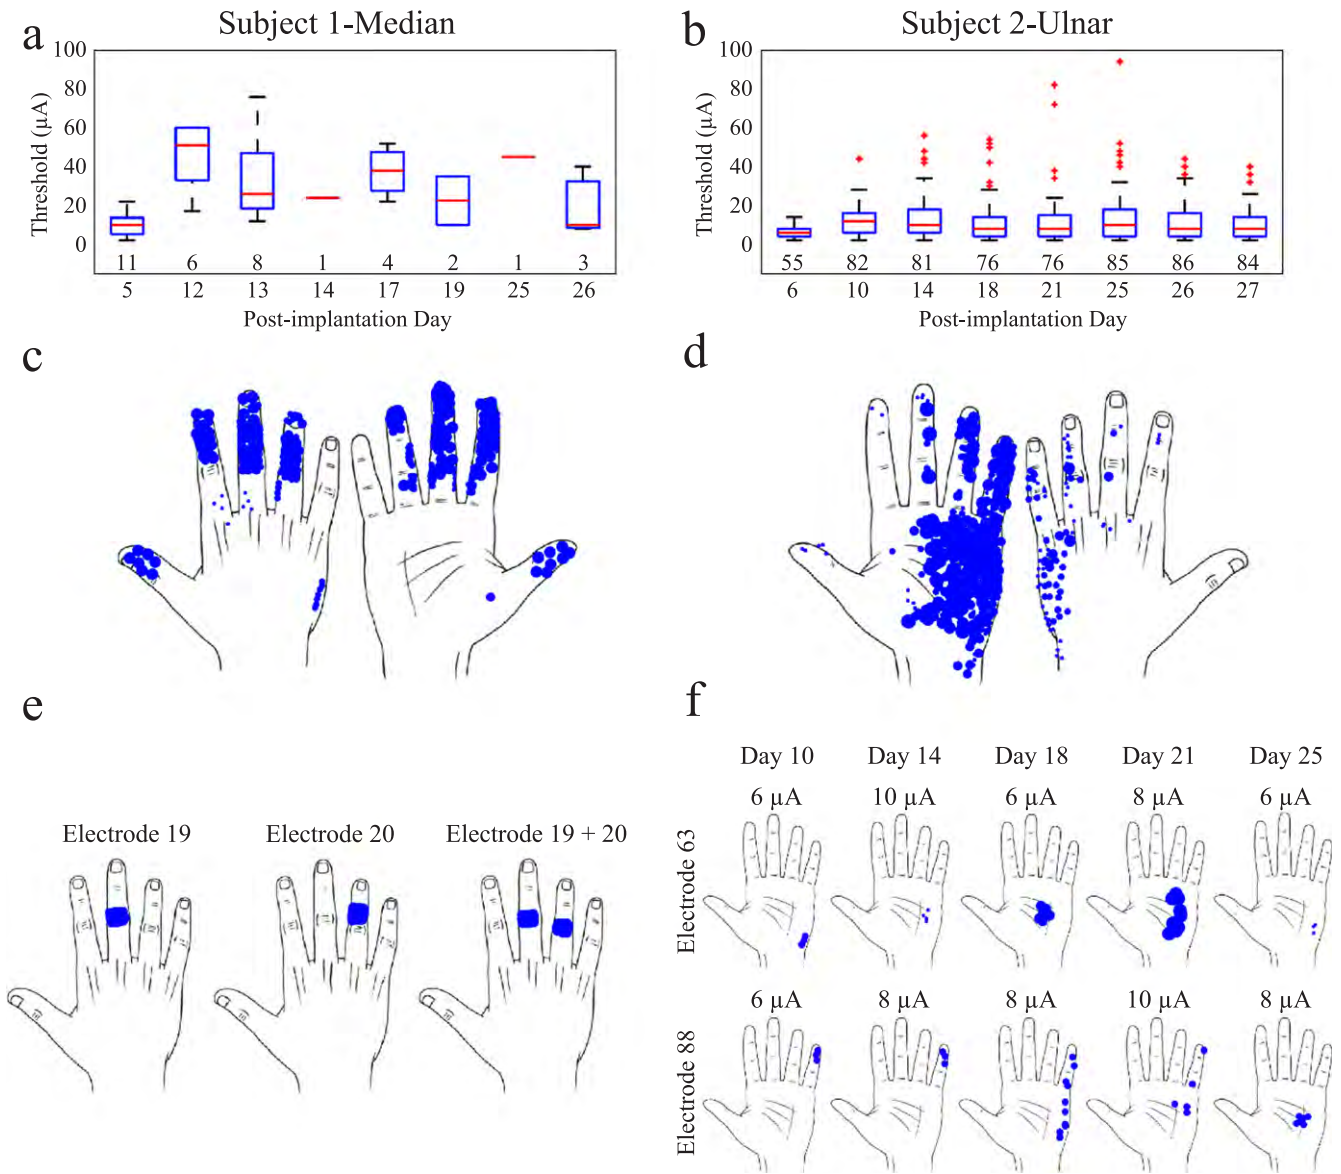 a
Subject 1-Median
Threshold (µA)
100
80
60
40
20
0
11 6 8 1 4 2 1 3
5 12 13 14 17 19 25 26
Post-implantation Day
b
Subject 2-Ulnar
Threshold (µA)
100
80
60
40
20
0
55 82 81 76 76 85 86 84
6 10 14 18 21 25 26 27
Post-implantation Day
c
d
e
Electrode 19
Electrode 20
Electrode 19 + 20
f
Day 10 Day 14 Day 18 Day 21 Day 25
Electrode 63
6 µA 10 µA 6 µA 8 µA 6 µA
Electrode 88
6 µA 8 µA 8 µA 10 µA 8 µA